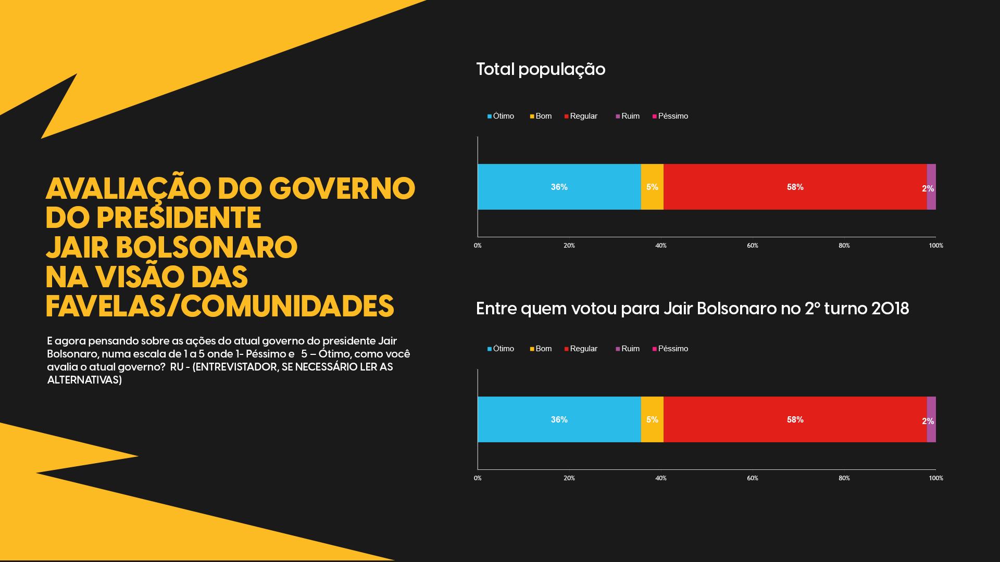 AVALIAÇÃO DO GOVERNO
DO PRESIDENTE
JAIR BOLSONARO
NA VISÃO DAS
FAVELAS/COMUNIDADES
E agora pensando sobre as ações do atual governo do presidente Jair
Bolsonaro, numa escala de 1 a 5 onde 1- Péssimo e   5 – Ótimo, como você
avalia o atual governo?  RU - (ENTREVISTADOR, SE NECESSÁRIO LER AS
ALTERNATIVAS)
Total população
Ótimo Bom Regular Ruim Péssimo
36% 5% 58% 2%
0% 20% 40% 60% 80% 100%
Entre quem votou para Jair Bolsonaro no 2º turno 2018
Ótimo Bom Regular Ruim Péssimo
36% 5% 58% 2%
0% 20% 40% 60% 80% 100%